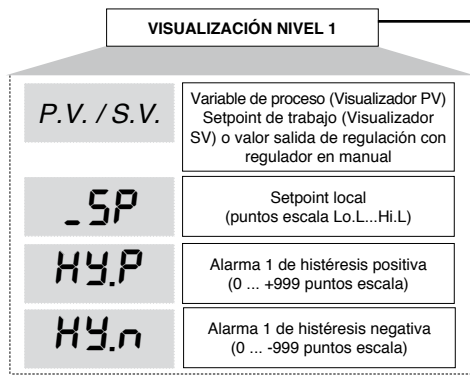 VISUALIZACIÓN NIVEL 1
P.V. / S.V.
Variable de proceso (Visualizador PV)
Setpoint de trabajo (Visualizador
SV) o valor salida de regulación con
regulador en manual
_SP
Setpoint local
(puntos escala Lo.L...Hi.L)
HY.P
Alarma 1 de histéresis positiva
(0 ... +999 puntos escala)
HY.n
Alarma 1 de histéresis negativa
(0 ... -999 puntos escala)